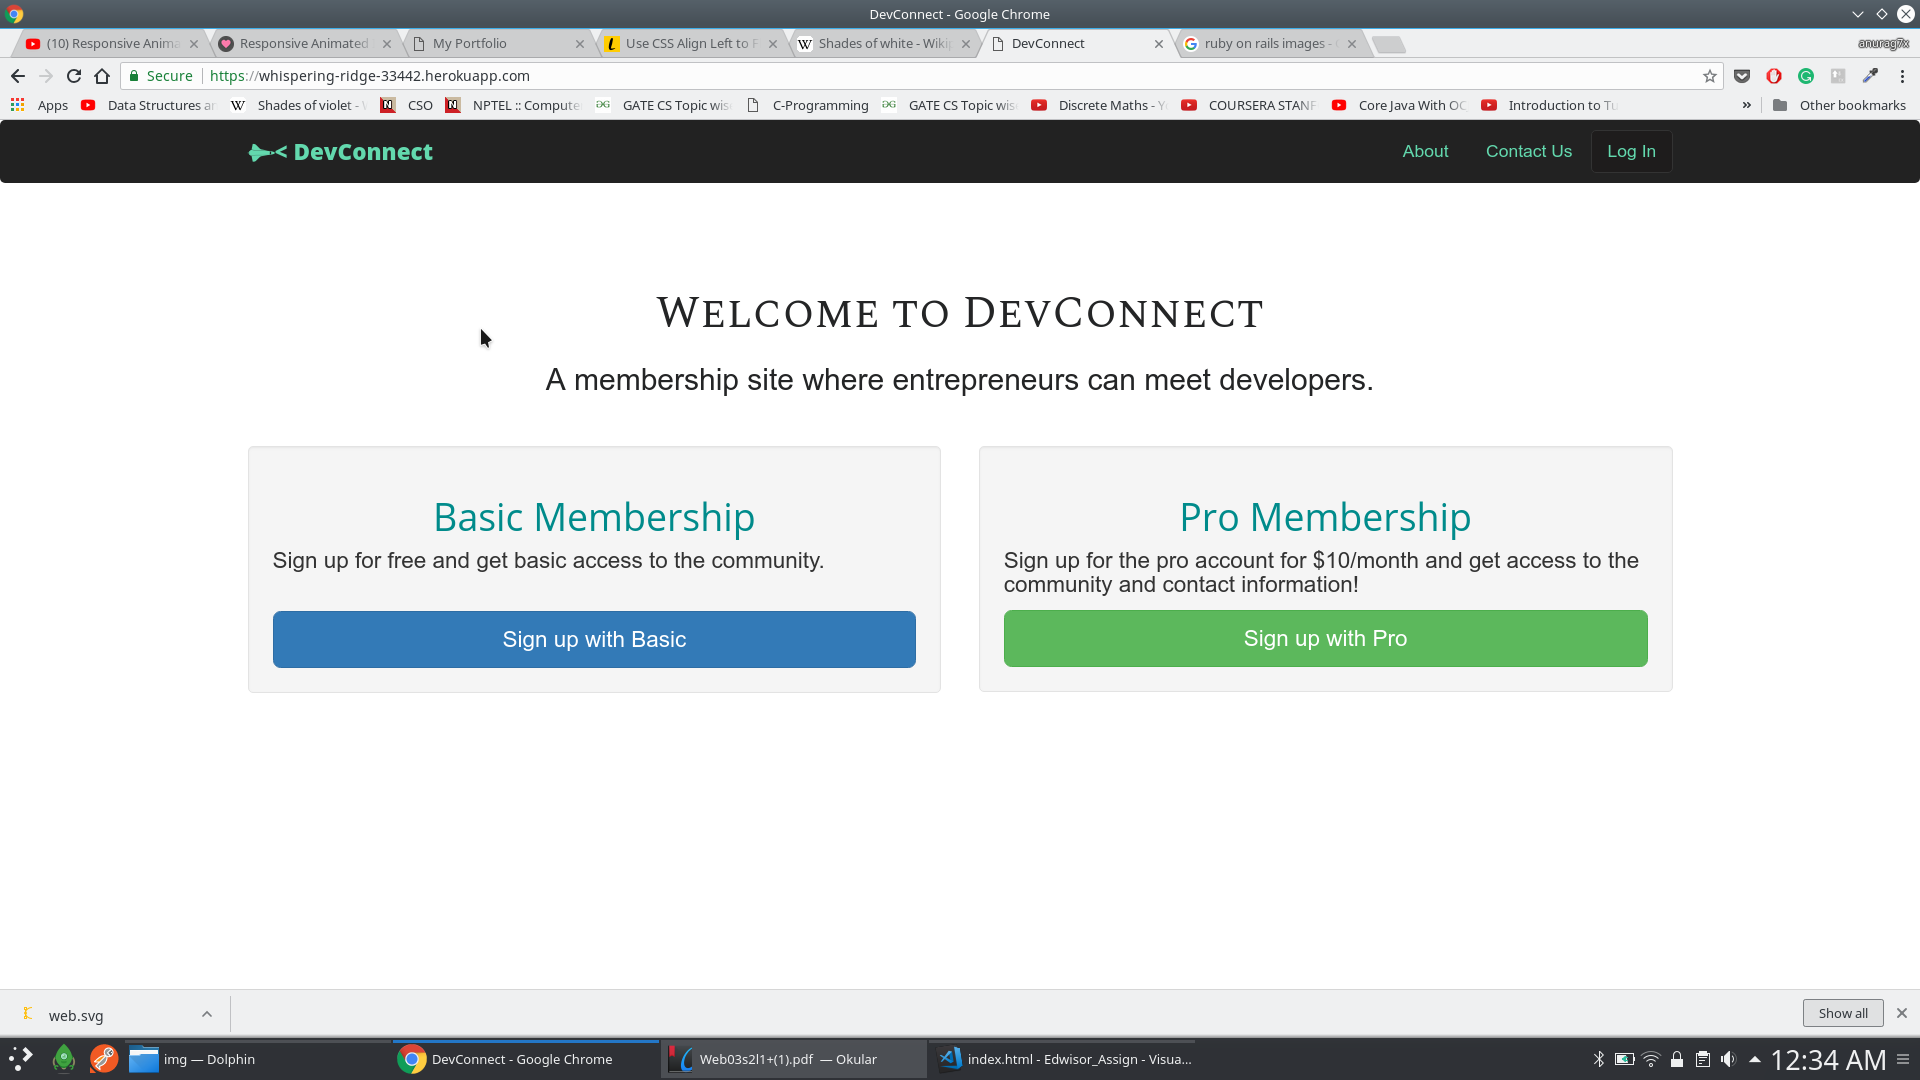 DevConnect - Google Chrome
(10) Responsive Anima
Responsive Animated
My Portfolio
Use CSS Align Left to F
Shades of white - Wiki
DevConnect
ruby on rails images -
anurag7x
Secure
https://whispering-ridge-33442.herokuapp.com
Apps
Data Structures an
Shades of violet -
CSO
NPTEL :: Compute
GATE CS Topic wis
C-Programming
GATE CS Topic wis
Discrete Maths - Y
COURSERA STANF
Core Java With OC
Introduction to Tu
»
Other bookmarks
DevConnect
About
Contact Us
Log In
Welcome to DevConnect
A membership site where entrepreneurs can meet developers.
Basic Membership
Sign up for free and get basic access to the community.
Sign up with Basic
Pro Membership
Sign up for the pro account for $10/month and get access to the
community and contact information!
Sign up with Pro
web.svg
Show all
img — Dolphin
DevConnect - Google Chrome
Web03s2l1+(1).pdf — Okular
index.html - Edwisor_Assign - Visua...
12:34 AM